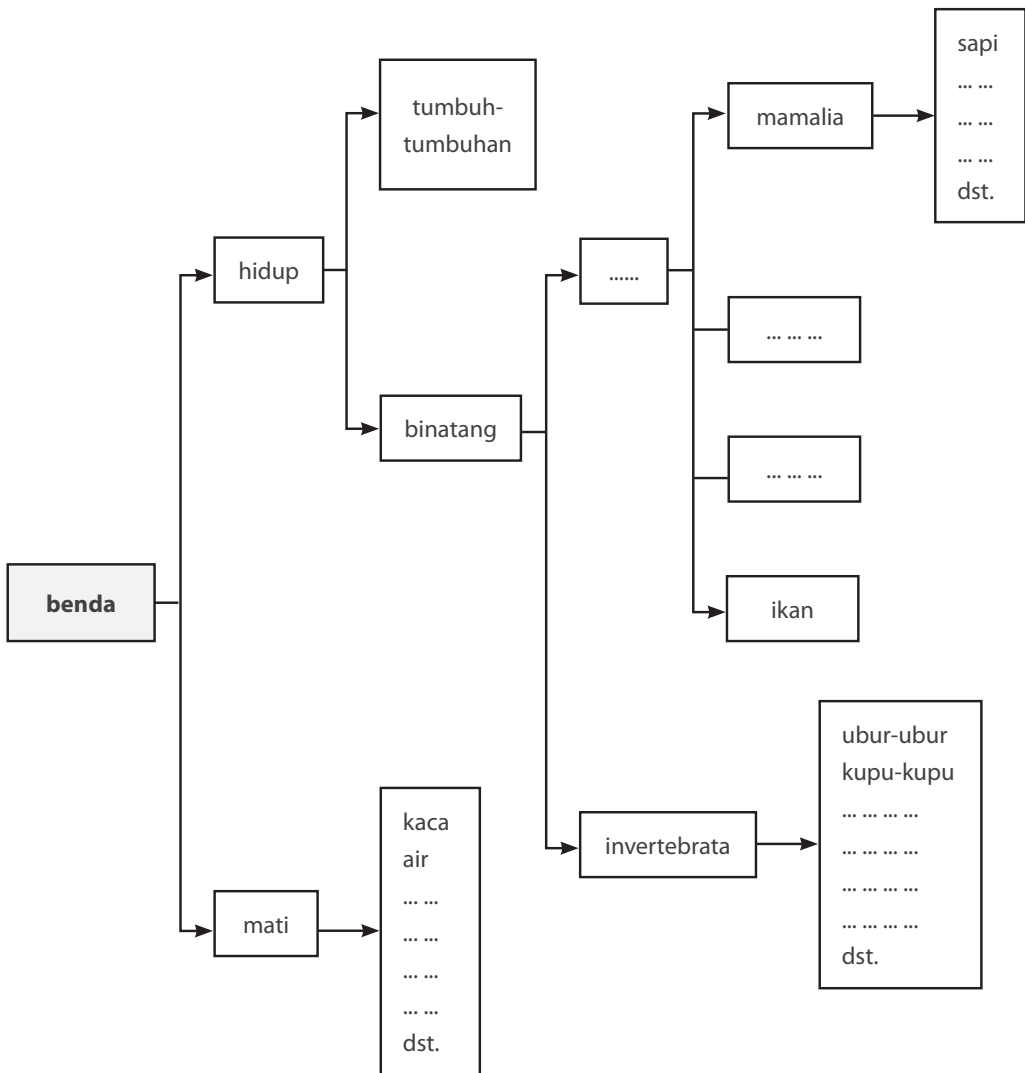 benda
hidup
mati
tumbuh-
tumbuhan
binatang
kaca
air
... ...
... ...
... ...
... ...
dst.
......
invertebrata
mamalia
... ... ...
... ... ...
ikan
sapi
... ...
... ...
... ...
dst.
ubur-ubur
kupu-kupu
... ... ... ...
... ... ... ...
... ... ... ...
... ... ... ...
dst.